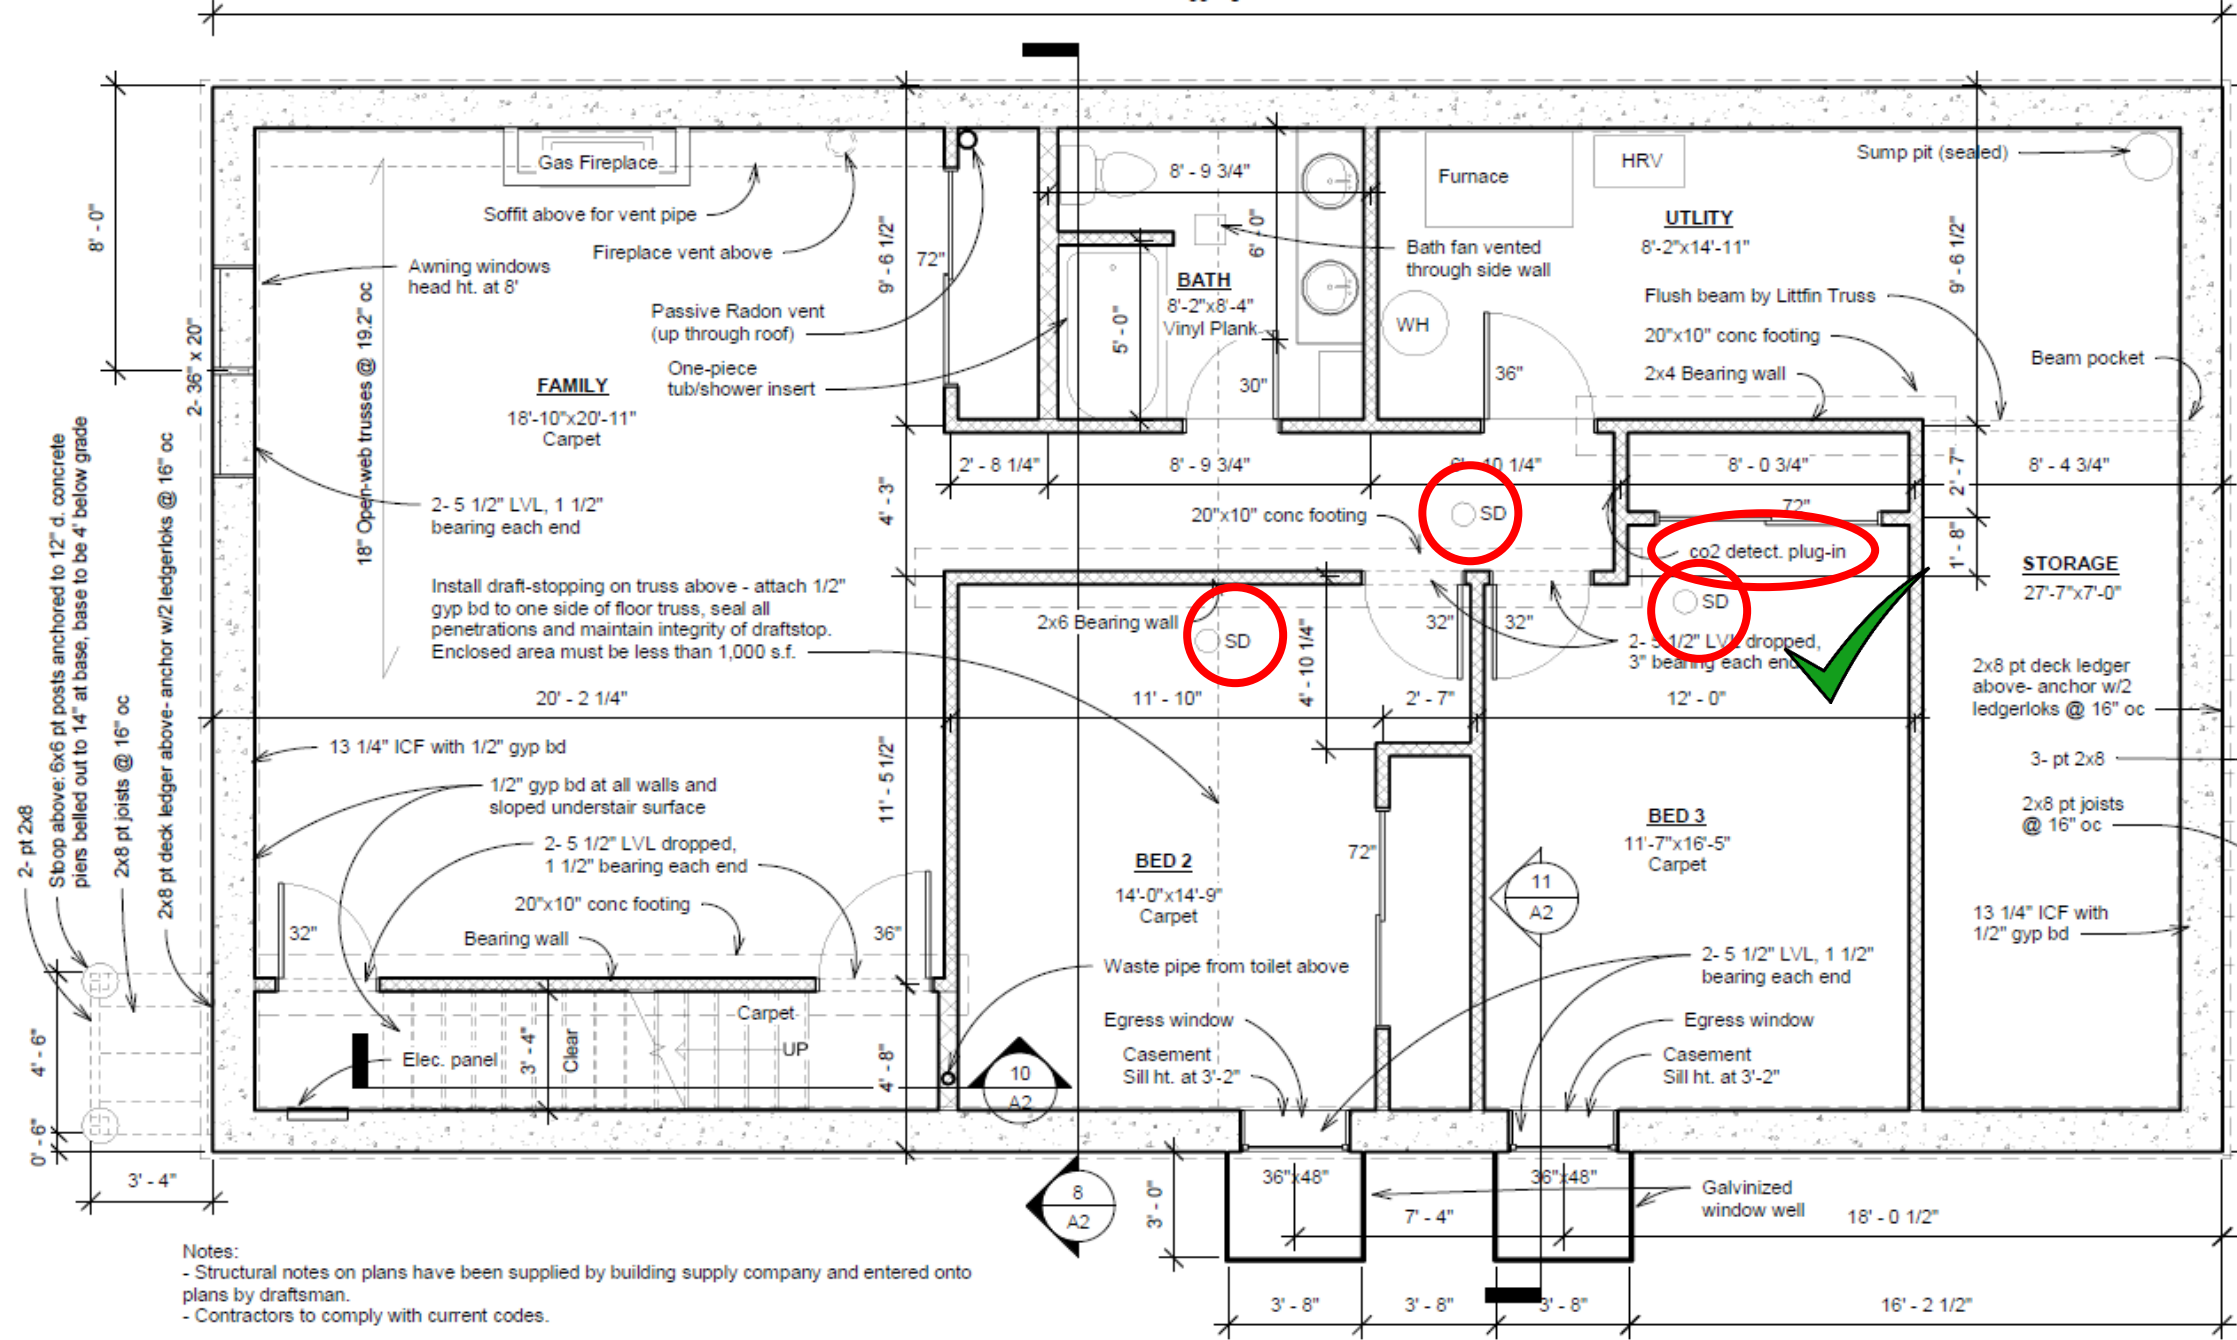 8' - 0"
2- 36" x 20"
Gas Fireplace
Soffit above for vent pipe
Fireplace vent above
Awning windows
head ht. at 8'
18" Open-web trusses @ 19.2" oc
Passive Radon vent
(up through roof)
One-piece
tub/shower insert
FAMILY
18'-10"x20'-11"
Carpet
9' - 6 1/2"
72"
8' - 9 3/4"
6' - 0"
BATH
8'-2"x8'-4"
Vinyl Plank
5' - 0"
30"
Bath fan vented
through side wall
Furnace
HRV
WH
36"
UTLITY
8'-2"x14'-11"
Sump pit (sealed)
Flush beam by Littfin Truss
20"x10" conc footing
2x4 Bearing wall
9' - 6 1/2"
Beam pocket
2' - 8 1/4"
8' - 9 3/4"
6' - 10 1/4"
8' - 0 3/4"
2' - 7"
8' - 4 3/4"
4' - 3"
2- 5 1/2" LVL, 1 1/2"
bearing each end
20"x10" conc footing
SD
72"
co2 detect. plug-in
1' - 8"
STORAGE
27'-7"x7'-0"
Install draft-stopping on truss above - attach 1/2"
gyp bd to one side of floor truss, seal all
penetrations and maintain integrity of draftstop.
Enclosed area must be less than 1,000 s.f.
2x6 Bearing wall
SD
4' - 10 1/4"
32"
32"
SD
2- 5 1/2" LVL dropped,
3" bearing each end
2x8 pt deck ledger
above- anchor w/2
ledgerloks @ 16" oc
20' - 2 1/4"
11' - 10"
2' - 7"
12' - 0"
13 1/4" ICF with 1/2" gyp bd
1/2" gyp bd at all walls and
sloped understair surface
11' - 5 1/2"
3- pt 2x8
2x8 pt joists
@ 16" oc
2- 5 1/2" LVL dropped,
1 1/2" bearing each end
20"x10" conc footing
Bearing wall
32"
36"
BED 2
14'-0"x14'-9"
Carpet
72"
BED 3
11'-7"x16'-5"
Carpet
11
A2
13 1/4" ICF with
1/2" gyp bd
Waste pipe from toilet above
2- 5 1/2" LVL, 1 1/2"
bearing each end
Egress window
Casement
Sill ht. at 3'-2"
Egress window
Casement
Sill ht. at 3'-2"
2- pt 2x8
Stoop above: 6x6 pt posts anchored to 12" d. concrete
piers belled out to 14" at base, base to be 4' below grade
2x8 pt joists @ 16" oc
2x8 pt deck ledger above- anchor w/2 ledgerloks @ 16" oc
Carpet
UP
Elec. panel
3' - 4"
Clear
4' - 8"
10
A2
4' - 6"
0' - 6"
3' - 4"
8
A2
3' - 0"
36"x48"
36"x48"
Galvinized
window well
7' - 4"
18' - 0 1/2"
3' - 8"
3' - 8"
3' - 8"
16' - 2 1/2"
Notes:
- Structural notes on plans have been supplied by building supply company and entered onto
plans by draftsman.
- Contractors to comply with current codes.